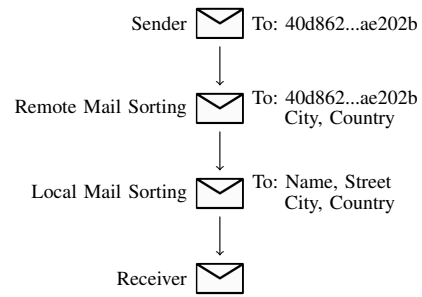 Sender To: 40d862...ae202b
Remote Mail Sorting To: 40d862...ae202b
City, Country
Local Mail Sorting To: Name, Street
City, Country
Receiver